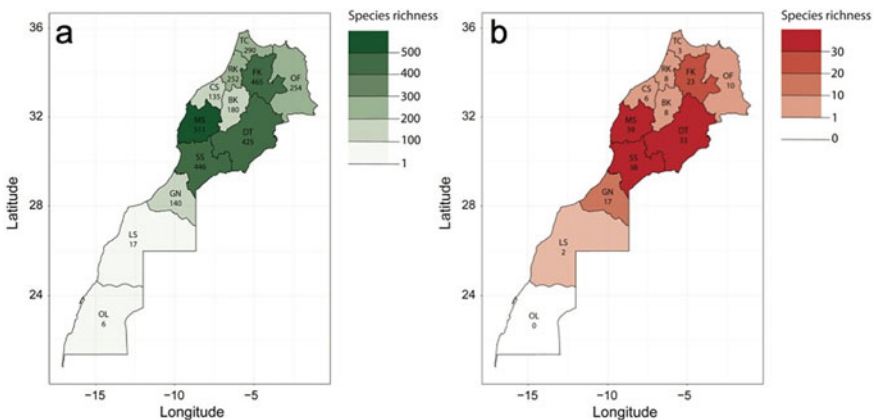 Species richness
500
400
300
200
100
1
a
36
32
28
24
Latitude
−15
−10
−5
Longitude
TC
290
RK
252
FK
465
OF
254
CS
135
BK
180
MS
DT
425
SS
446
GN
140
LS
17
OL
6
Species richness
30
20
10
1
0
b
36
32
28
24
Latitude
−15
−10
−5
Longitude
TC
3
RK
8
FK
23
OF
10
CS
6
BK
8
MS
39
DT
33
SS
38
GN
17
LS
2
OL
0